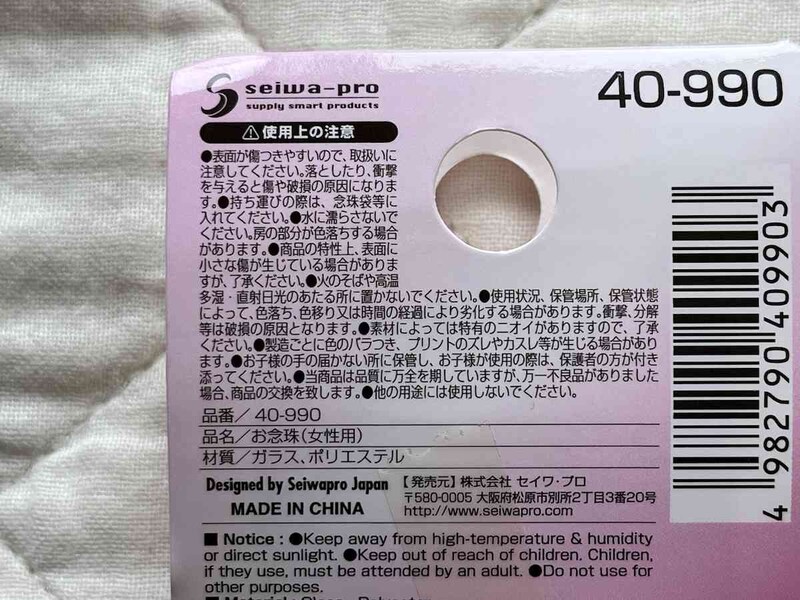 seiwa-pro
supply smart products
40-990
⚠使用上の注意
●表面が傷つきやすいので、取扱いに
注意してください。落としたり、衝撃
を与えると傷や破損の原因になりま
す。●持ち運びの際は、念珠袋等に
入れてください。●水に濡らさないで
ください。房の部分が色落ちする場合
があります。●商品の特性上、表面に
小さな傷が生じている場合がありま
すが、了承ください。●火のそばや高温
多湿・直射日光のあたる所に置かないでください。●使用状況、保管場所、保管状態
によって、色落ち、色移り又は時間の経過により劣化する場合があります。衝撃、分解
等は破損の原因となります。●素材によっては特有のニオイがありますので、了承
ください。●製造ごとに色のバラつき、プリントのズレやカスレ等が生じる場合があ
ります。●お子様の手の届かない所に保管し、お子様が使用の際は、保護者の方が付き
添ってください。●当商品は品質に万全を期していますが、万一不良品がありました
場合、商品の交換を致します。●他の用途には使用しないでください。
品番／40-990
品名／お念珠(女性用)
材質／ガラス、ポリエステル
Designed by Seiwapro Japan
MADE IN CHINA
【発売元】株式会社 セイワ・プロ
〒580-0005 大阪府松原市別所2丁目3番20号
http://www.seiwapro.com
■ Notice : ●Keep away from high-temperature & humidity
or direct sunlight. ●Keep out of reach of children. Children,
if they use, must be attended by an adult. ●Do not use for
other purposes.
4 982790 409903